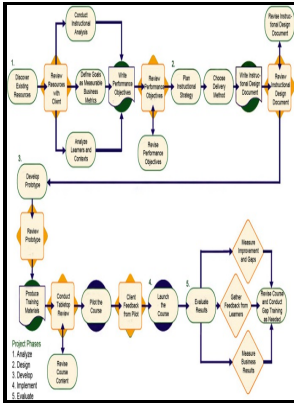 Conduct
Instructional
Analysis
Revise Instruc-
tional Design
Document
1.
Discover
Existing
Resources
Review
Resources
with
Client
Define Goals
as Measurable
Business
Metrics
Write
Performance
Objectives
Review
Performance
Objectives
2.
Plan
Instructional
Strategy
Choose
Delivery
Method
Write Instruc-
tional Design
Document
Review
Instructional
Design
Document
Analyze
Learners
and Contexts
Revise
Performance
Objectives
3.
Develop
Prototype
Review
Prototype
Produce
Training
Materials
Conduct
Tabletop
Review
Pilot the
Course
Client
Feedback
from Pilot
4.
Launch
the
Course
5.
Evaluate
Results
Measure
Improvement
and Gaps
Gather
Feedback from
Learners
Revise Course
and Conduct
Gap Training
as Needed.
Measure
Business
Results
Revise
Course
Content
Project Phases
1. Analyze
2. Design
3. Develop
4. Implement
5. Evaluate